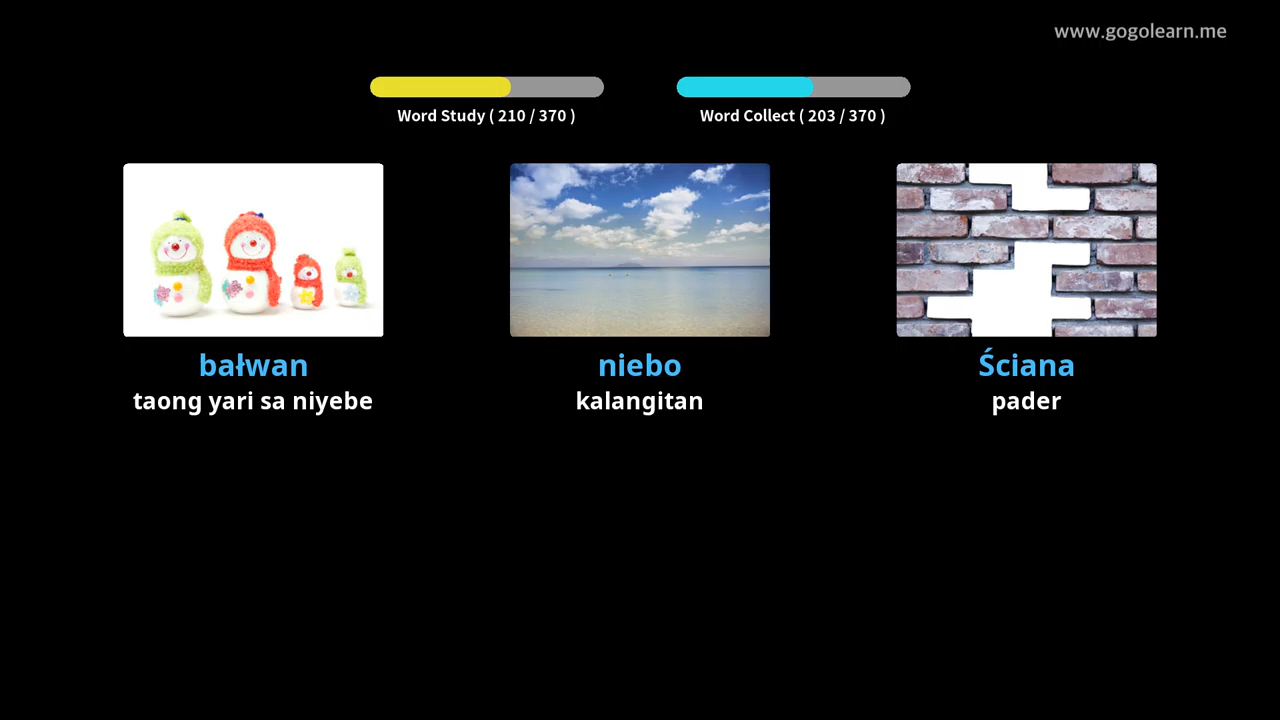 www.gogolearn.me
Word Study ( 210 / 370 )
Word Collect ( 203 / 370 )
bałwan
taong yari sa niyebe
niebo
kalangitan
Ściana
pader